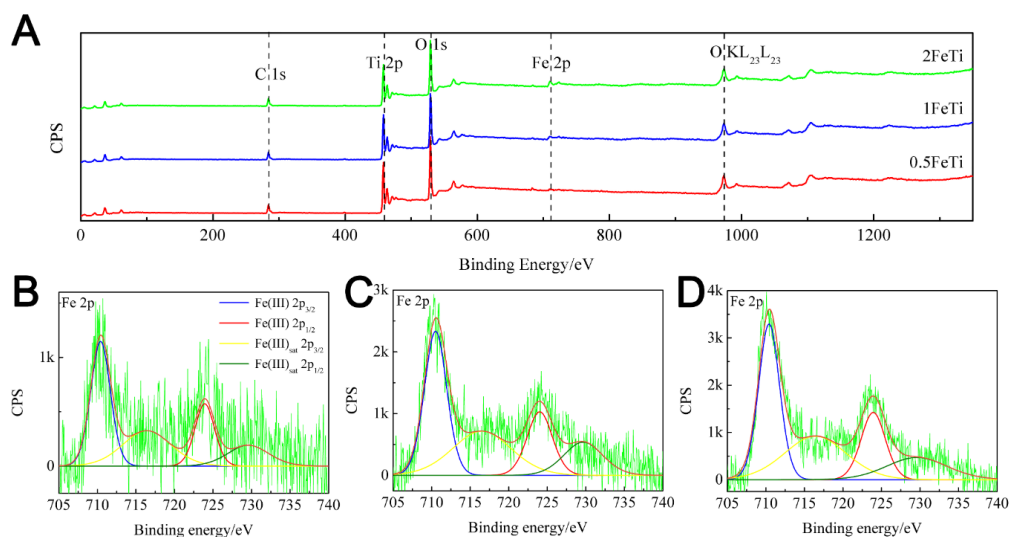 A
C 1s
Ti 2p
O 1s
Fe 2p
O KL₂₃L₂₃
2FeTi
1FeTi
0.5FeTi
CPS
0 200 400 600 800 1000 1200
Binding Energy/eV
B
Fe 2p
Fe(III) 2p₃/₂
Fe(III) 2p₁/₂
Fe(III)sat 2p₃/₂
Fe(III)sat 2p₁/₂
1k
0
CPS
705 710 715 720 725 730 735 740
Binding energy/eV
C
Fe 2p
3k
2k
1k
0
CPS
705 710 715 720 725 730 735 740
Binding energy/eV
D
Fe 2p
4k
3k
2k
1k
0
CPS
705 710 715 720 725 730 735 740
Binding energy/eV